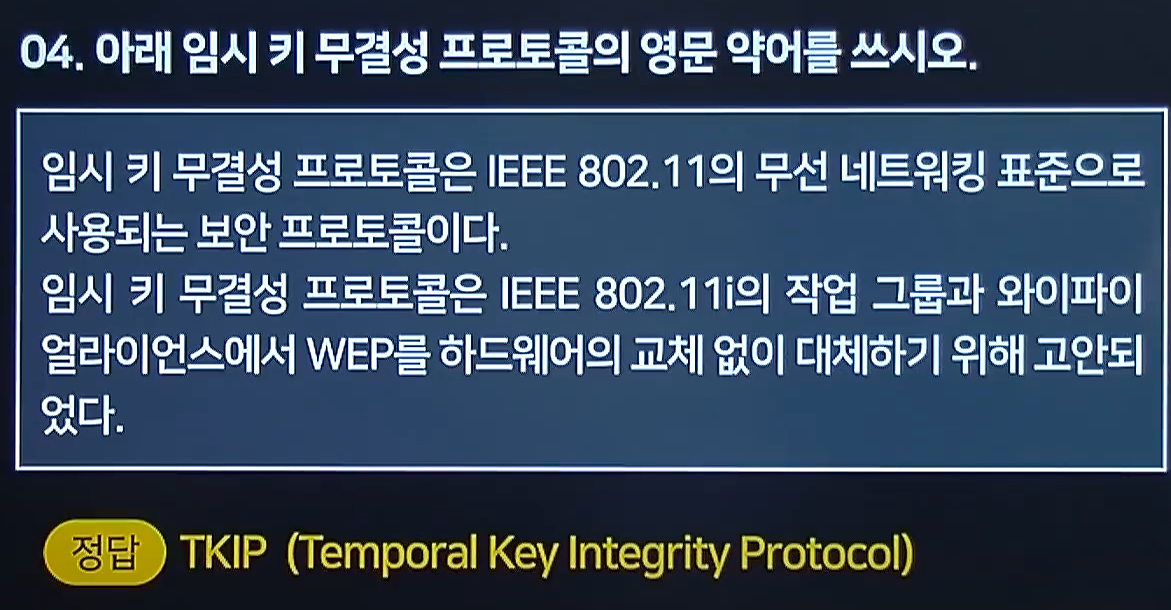 04. 아래 임시 키 무결성 프로토콜의 영문 약어를 쓰시오.
임시 키 무결성 프로토콜은 IEEE 802.11의 무선 네트워킹 표준으로
사용되는 보안 프로토콜이다.
임시 키 무결성 프로토콜은 IEEE 802.11i의 작업 그룹과 와이파이
얼라이언스에서 WEP를 하드웨어의 교체 없이 대체하기 위해 고안되
었다.
정답 TKIP (Temporal Key Integrity Protocol)